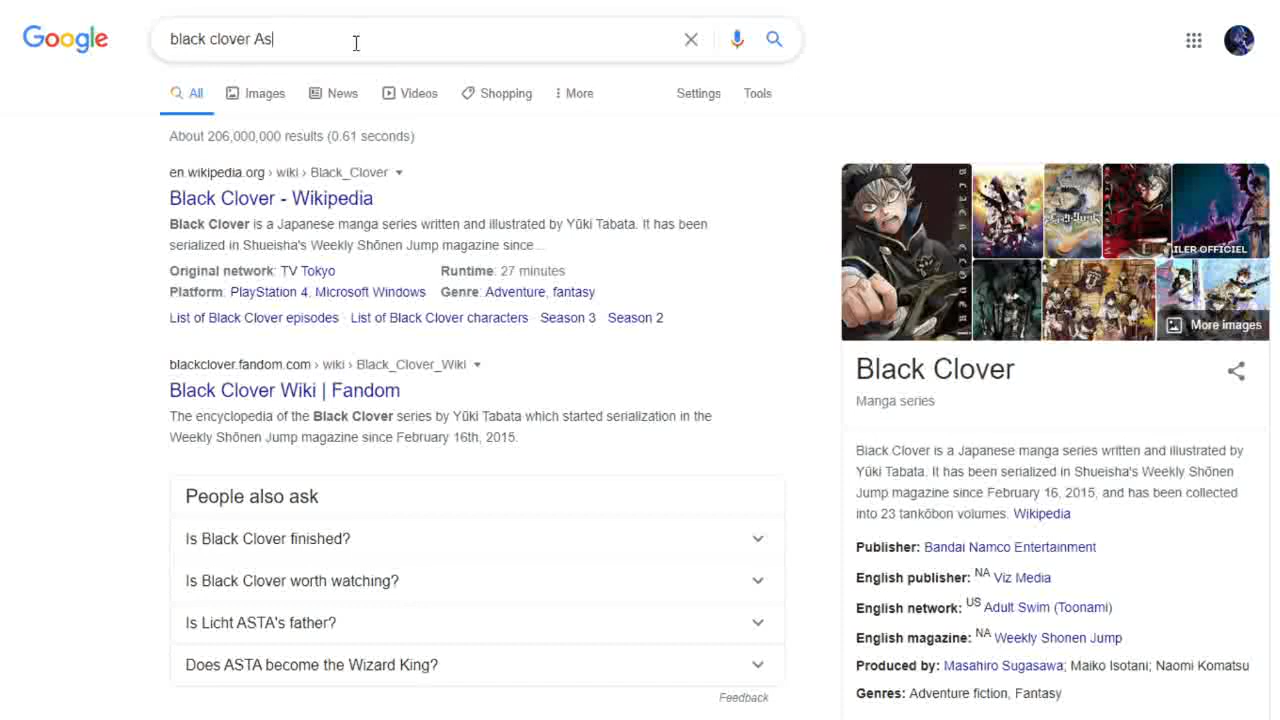 Google
black clover As
All
Images
News
Videos
Shopping
More
Settings
Tools
About 206,000,000 results (0.61 seconds)
en.wikipedia.org › wiki › Black_Clover
Black Clover - Wikipedia
Black Clover is a Japanese manga series written and illustrated by Yūki Tabata. It has been
serialized in Shueisha's Weekly Shōnen Jump magazine since ...
Original network: TV Tokyo
Runtime: 27 minutes
Platform: PlayStation 4, Microsoft Windows
Genre: Adventure, fantasy
List of Black Clover episodes · List of Black Clover characters · Season 3 · Season 2
blackclover.fandom.com › wiki › Black_Clover_Wiki
Black Clover Wiki | Fandom
The encyclopedia of the Black Clover series by Yūki Tabata which started serialization in the
Weekly Shōnen Jump magazine since February 16th, 2015.
People also ask
Is Black Clover finished?
Is Black Clover worth watching?
Is Licht ASTA's father?
Does ASTA become the Wizard King?
Feedback
ILER OFFICIEL
More images
Black Clover
Manga series
Black Clover is a Japanese manga series written and illustrated by
Yūki Tabata. It has been serialized in Shueisha's Weekly Shōnen
Jump magazine since February 16, 2015, and has been collected
into 23 tankōbon volumes. Wikipedia
Publisher: Bandai Namco Entertainment
English publisher: NA Viz Media
English network: US Adult Swim (Toonami)
English magazine: NA Weekly Shonen Jump
Produced by: Masahiro Sugasawa; Maiko Isotani; Naomi Komatsu
Genres: Adventure fiction, Fantasy